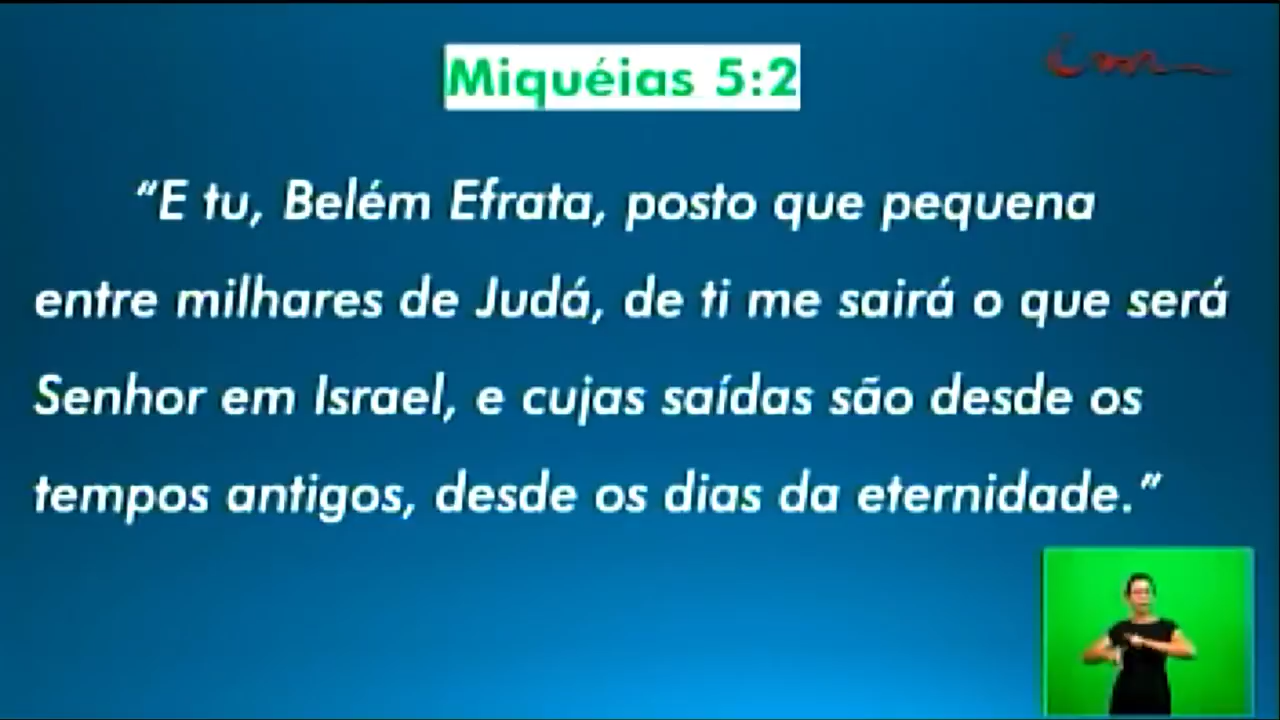 Miquéias 5:2
“E tu, Belém Efrata, posto que pequena
entre milhares de Judá, de ti me sairá o que será
Senhor em Israel, e cujas saídas são desde os
tempos antigos, desde os dias da eternidade.”